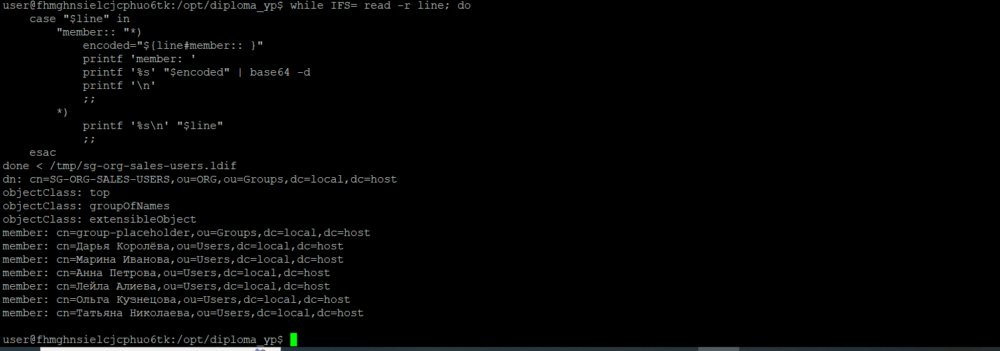 user@fhmghnsielcjcphuo6tk:/opt/diploma_yp$ while IFS= read -r line; do
    case "$line" in
        "member:: "*)
            encoded="${line#member:: }"
            printf 'member: '
            printf '%s' "$encoded" | base64 -d
            printf '\n'
            ;;
        *)
            printf '%s\n' "$line"
            ;;
    esac
done < /tmp/sg-org-sales-users.ldif
dn: cn=SG-ORG-SALES-USERS,ou=ORG,ou=Groups,dc=local,dc=host
objectClass: top
objectClass: groupOfNames
objectClass: extensibleObject
member: cn=group-placeholder,ou=Groups,dc=local,dc=host
member: cn=Дарья Королёва,ou=Users,dc=local,dc=host
member: cn=Марина Иванова,ou=Users,dc=local,dc=host
member: cn=Анна Петрова,ou=Users,dc=local,dc=host
member: cn=Лейла Алиева,ou=Users,dc=local,dc=host
member: cn=Ольга Кузнецова,ou=Users,dc=local,dc=host
member: cn=Татьяна Николаева,ou=Users,dc=local,dc=host
user@fhmghnsielcjcphuo6tk:/opt/diploma_yp$